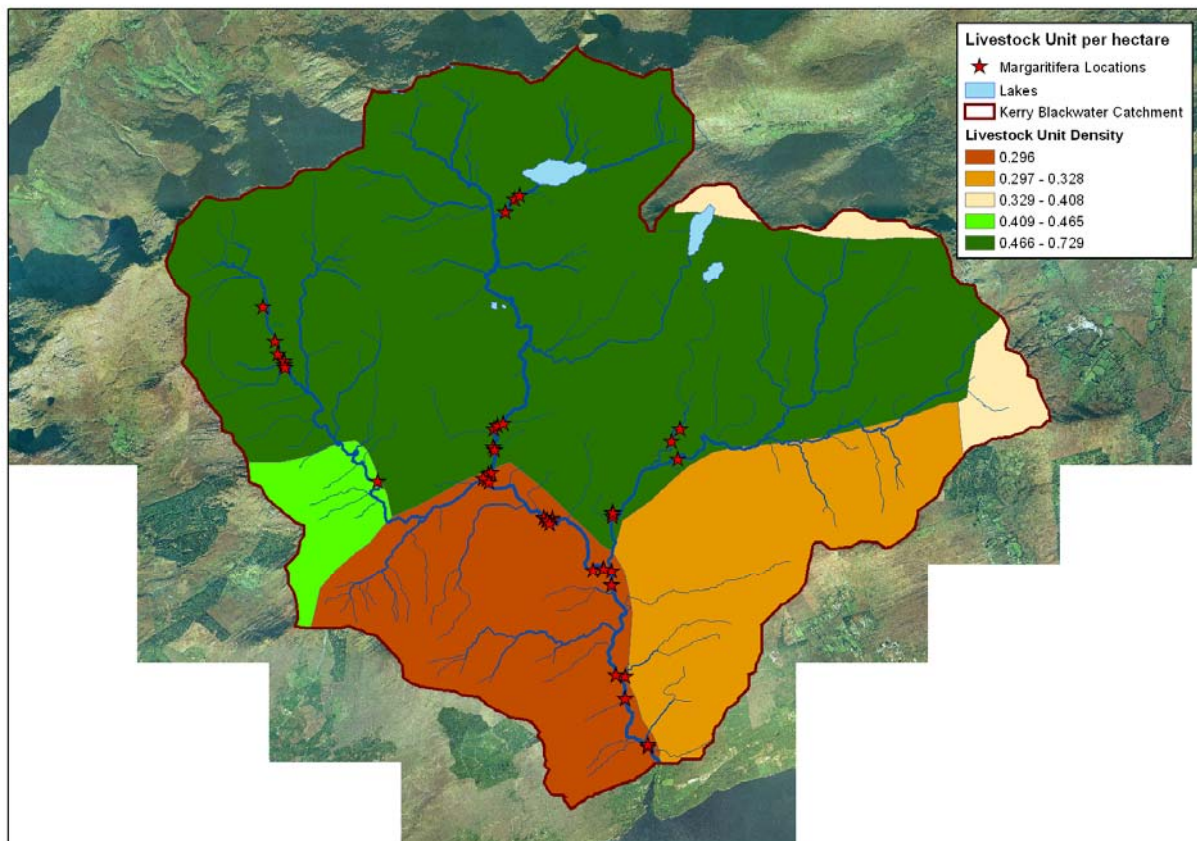 Livestock Unit per hectare
Margaritifera Locations
Lakes
Kerry Blackwater Catchment
Livestock Unit Density
0.296
0.297 - 0.328
0.329 - 0.408
0.409 - 0.465
0.466 - 0.729